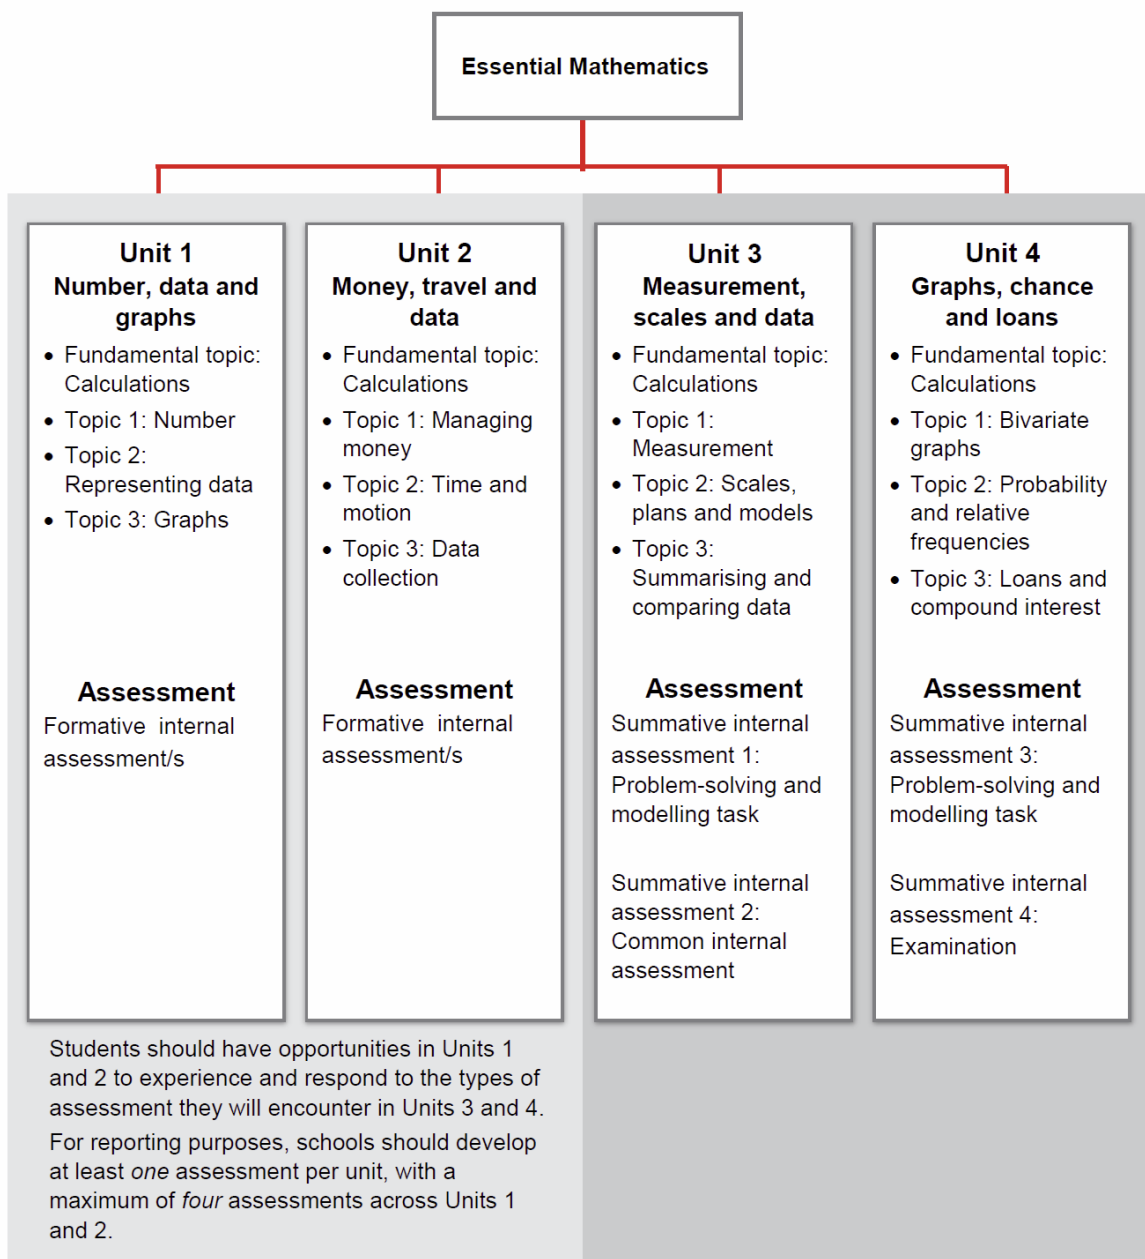 Essential Mathematics
Unit 1
Number, data and
graphs
• Fundamental topic:
Calculations
• Topic 1: Number
• Topic 2:
Representing data
• Topic 3: Graphs
Assessment
Formative internal
assessment/s
Unit 2
Money, travel and
data
• Fundamental topic:
Calculations
• Topic 1: Managing
money
• Topic 2: Time and
motion
• Topic 3: Data
collection
Assessment
Formative internal
assessment/s
Unit 3
Measurement,
scales and data
• Fundamental topic:
Calculations
• Topic 1:
Measurement
• Topic 2: Scales,
plans and models
• Topic 3:
Summarising and
comparing data
Assessment
Summative internal
assessment 1:
Problem-solving and
modelling task
Summative internal
assessment 2:
Common internal
assessment
Unit 4
Graphs, chance
and loans
• Fundamental topic:
Calculations
• Topic 1: Bivariate
graphs
• Topic 2: Probability
and relative
frequencies
• Topic 3: Loans and
compound interest
Assessment
Summative internal
assessment 3:
Problem-solving and
modelling task
Summative internal
assessment 4:
Examination
Students should have opportunities in Units 1
and 2 to experience and respond to the types of
assessment they will encounter in Units 3 and 4.
For reporting purposes, schools should develop
at least one assessment per unit, with a
maximum of four assessments across Units 1
and 2.